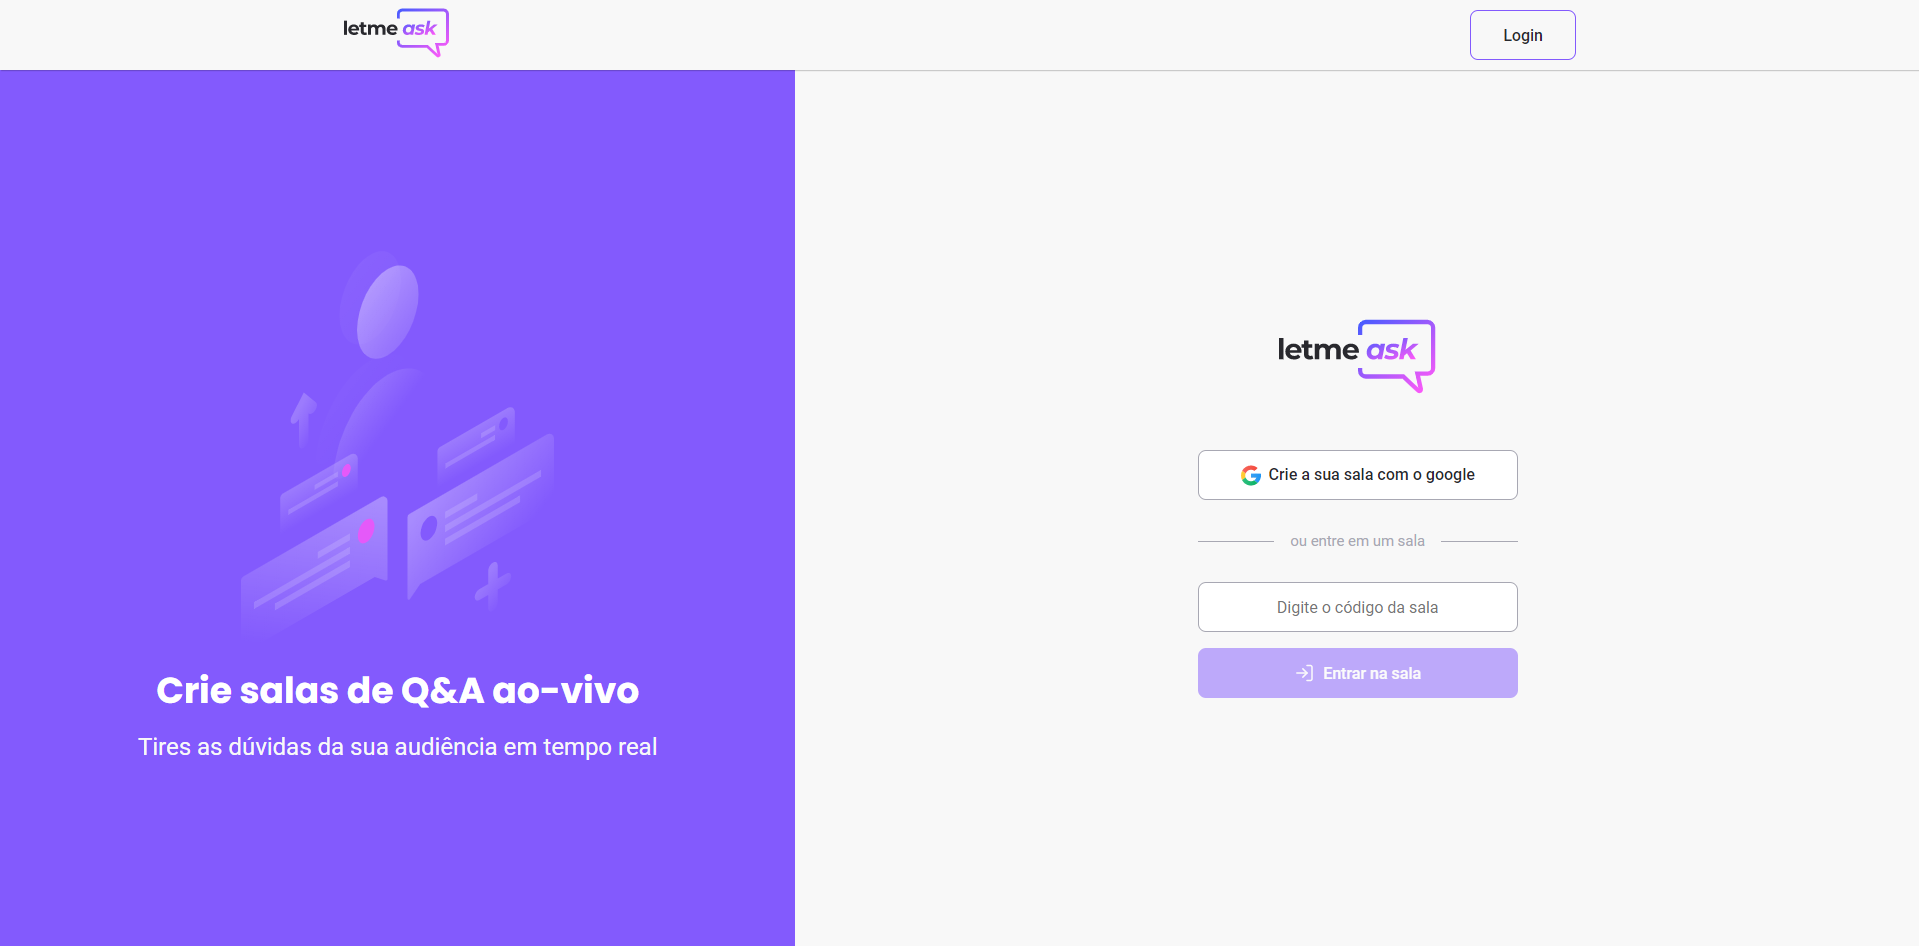 letme ask
Login
letme ask
Crie a sua sala com o google
ou entre em um sala
Digite o código da sala
Entrar na sala
Crie salas de Q&A ao-vivo
Tires as dúvidas da sua audiência em tempo real